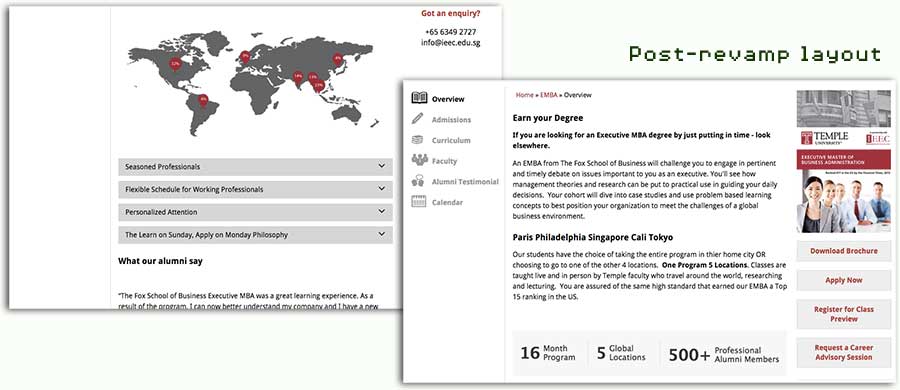 Got an enquiry?
+65 6349 2727
info@ieec.edu.sg
Post-revamp layout
Seasoned Professionals
Flexible Schedule for Working Professionals
Personalized Attention
The Learn on Sunday, Apply on Monday Philosophy
What our alumni say
"The Fox School of Business Executive MBA was a great learning experience. As a
result of the program, I can now better understand my company and I have a new
Overview
Admissions
Curriculum
Faculty
Alumni Testimonial
Calendar
Home » EMBA » Overview
Earn your Degree
If you are looking for an Executive MBA degree by just putting in time - look
elsewhere.
An EMBA from The Fox School of Business will challenge you to engage in pertinent
and timely debate on issues important to you as an executive. You'll see how
management theories and research can be put to practical use in guiding your daily
decisions. Your cohort will dive into case studies and use problem based learning
concepts to best position your organization to meet the challenges of a global
business environment.
Paris Philadelphia Singapore Cali Tokyo
Our students have the choice of taking the entire program in thier home city OR
choosing to go to one of the other 4 locations. One Program 5 Locations. Classes are
taught live and in person by Temple faculty who travel around the world, researching
and lecturing. You are assured of the same high standard that earned our EMBA a Top
15 ranking in the US.
16 Month
Program
5 Global
Locations
500+ Professional
Alumni Members
TEMPLE
UNIVERSITY
IEEC
EXECUTIVE MASTER OF
BUSINESS ADMINISTRATION
Download Brochure
Apply Now
Register for Class
Preview
Request a Career
Advisory Session